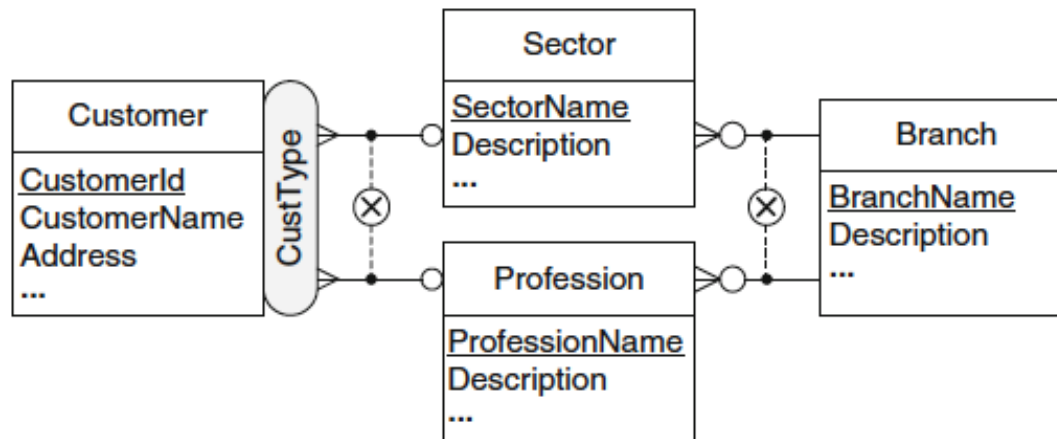 Customer
CustomerId
CustomerName
Address
...
CustType
Sector
SectorName
Description
...
Profession
ProfessionName
Description
...
Branch
BranchName
Description
...